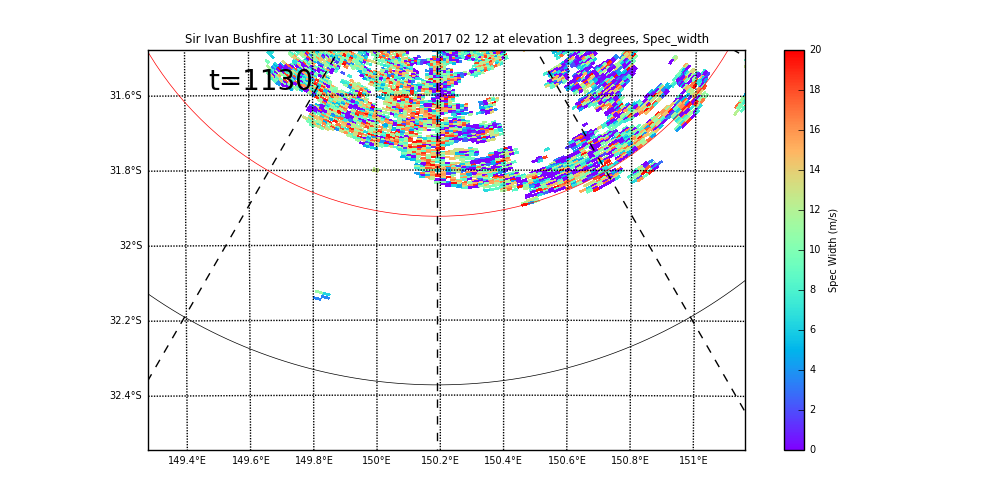 Sir Ivan Bushfire at 11:30 Local Time on 2017 02 12 at elevation 1.3 degrees, Spec_width
t=1130
31.6°S
31.8°S
32°S
32.2°S
32.4°S
149.4°E 149.6°E 149.8°E 150°E 150.2°E 150.4°E 150.6°E 150.8°E 151°E
20
18
16
14
12
10
8
6
4
2
0
Spec Width (m/s)